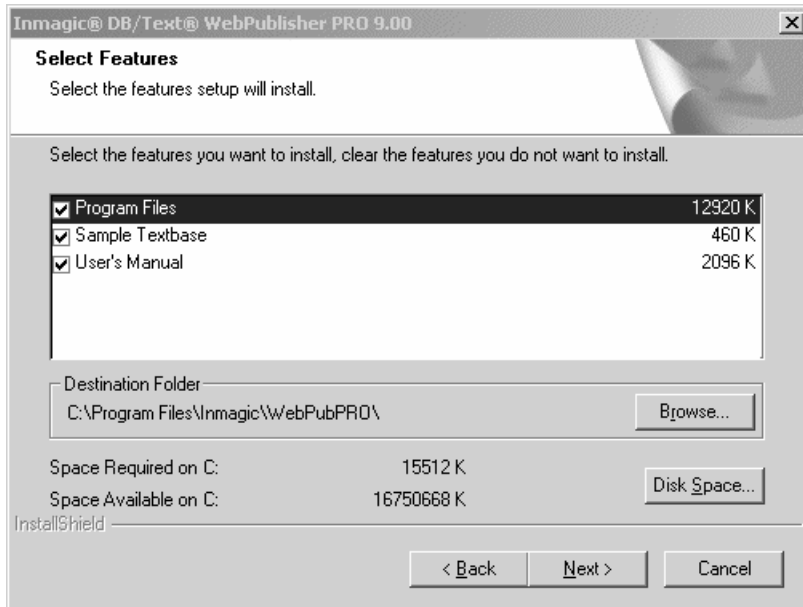 Inmagic® DB/Text® WebPublisher PRO 9.00
Select Features
Select the features setup will install.
Select the features you want to install, clear the features you do not want to install.
Program Files 12920 K
Sample Textbase 460 K
User's Manual 2096 K
Destination Folder
C:\Program Files\Inmagic\WebPubPRO\
Browse...
Space Required on C: 15512 K
Space Available on C: 16750668 K
Disk Space...
InstallShield
< Back Next > Cancel